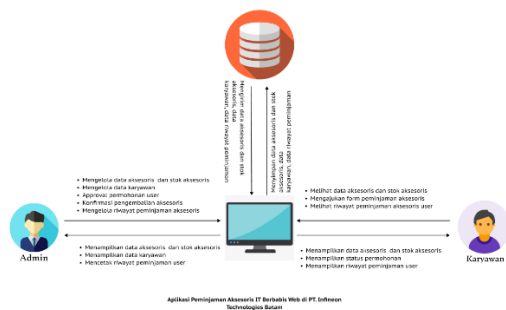 Mengirim data aksesoris dan stok
aksesoris, data
karyawan, data riwayat peminjaman
Menyimpan data aksesoris dan stok
aksesoris, data
karyawan, data riwayat peminjaman
• Mengelola data aksesoris dan stok aksesoris
• Mengelola data karyawan
• Approval permohonan user
• Konfirmasi pengembalian aksesoris
• Mengelola riwayat peminjaman aksesoris
• Melihat data aksesoris dan stok aksesoris
• Mengajukan form peminjaman aksesoris
• Melihat riwayat peminjaman aksesoris user
Admin
Karyawan
• Menampilkan data aksesoris dan stok aksesoris
• Menampilkan data karyawan
• Mencetak riwayat peminjaman user
• Menampilkan data aksesoris dan stok aksesoris
• Menampilkan status permohonan
• Menampilkan riwayat peminjaman user
Aplikasi Peminjaman Aksesoris IT Berbabis Web di PT. Infineon
Technologies Batam